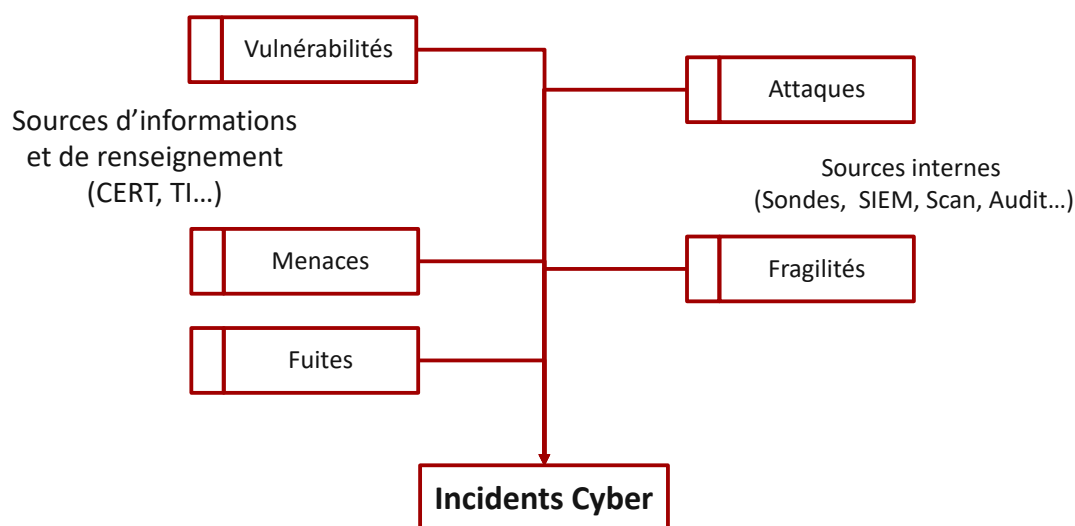 Vulnérabilités
Attaques
Sources d’informations
et de renseignement
(CERT, TI…)
Sources internes
(Sondes, SIEM, Scan, Audit…)
Menaces
Fragilités
Fuites
Incidents Cyber